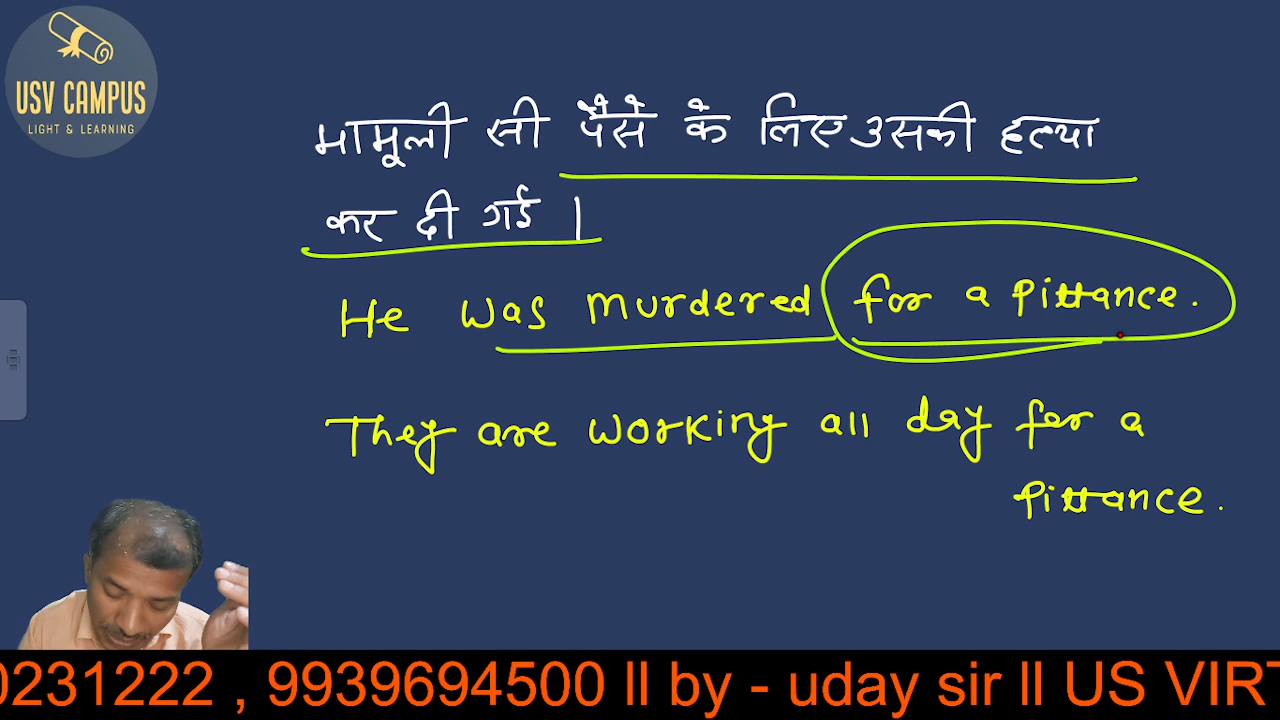 USV CAMPUS
LIGHT & LEARNING
मामूली सी पैसे के लिए उसकी हत्या
कर दी गई |
He was murdered for a pittance.
They are working all day for a
pittance.
0231222 , 9939694500 ll by - uday sir ll US VIRT